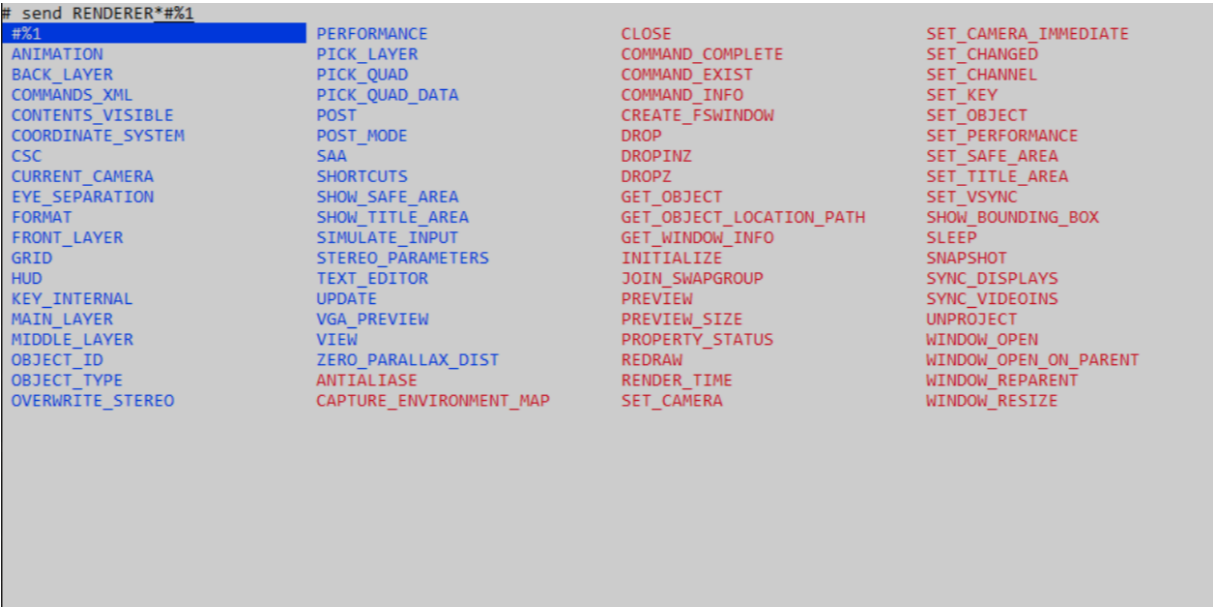 # send RENDERER*#%1
#%1 PERFORMANCE CLOSE SET_CAMERA_IMMEDIATE
ANIMATION PICK_LAYER COMMAND_COMPLETE SET_CHANGED
BACK_LAYER PICK_QUAD COMMAND_EXIST SET_CHANNEL
COMMANDS_XML PICK_QUAD_DATA COMMAND_INFO SET_KEY
CONTENTS_VISIBLE POST CREATE_FSWINDOW SET_OBJECT
COORDINATE_SYSTEM POST_MODE DROP SET_PERFORMANCE
CSC SAA DROPINZ SET_SAFE_AREA
CURRENT_CAMERA SHORTCUTS DROPZ SET_TITLE_AREA
EYE_SEPARATION SHOW_SAFE_AREA GET_OBJECT SET_VSYNC
FORMAT SHOW_TITLE_AREA GET_OBJECT_LOCATION_PATH SHOW_BOUNDING_BOX
FRONT_LAYER SIMULATE_INPUT GET_WINDOW_INFO SLEEP
GRID STEREO_PARAMETERS INITIALIZE SNAPSHOT
HUD TEXT_EDITOR JOIN_SWAPGROUP SYNC_DISPLAYS
KEY_INTERNAL UPDATE PREVIEW SYNC_VIDEOINS
MAIN_LAYER VGA_PREVIEW PREVIEW_SIZE UNPROJECT
MIDDLE_LAYER VIEW PROPERTY_STATUS WINDOW_OPEN
OBJECT_ID ZERO_PARALLAX_DIST REDRAW WINDOW_OPEN_ON_PARENT
OBJECT_TYPE ANTIALIASE RENDER_TIME WINDOW_REPARENT
OVERWRITE_STEREO CAPTURE_ENVIRONMENT_MAP SET_CAMERA WINDOW_RESIZE